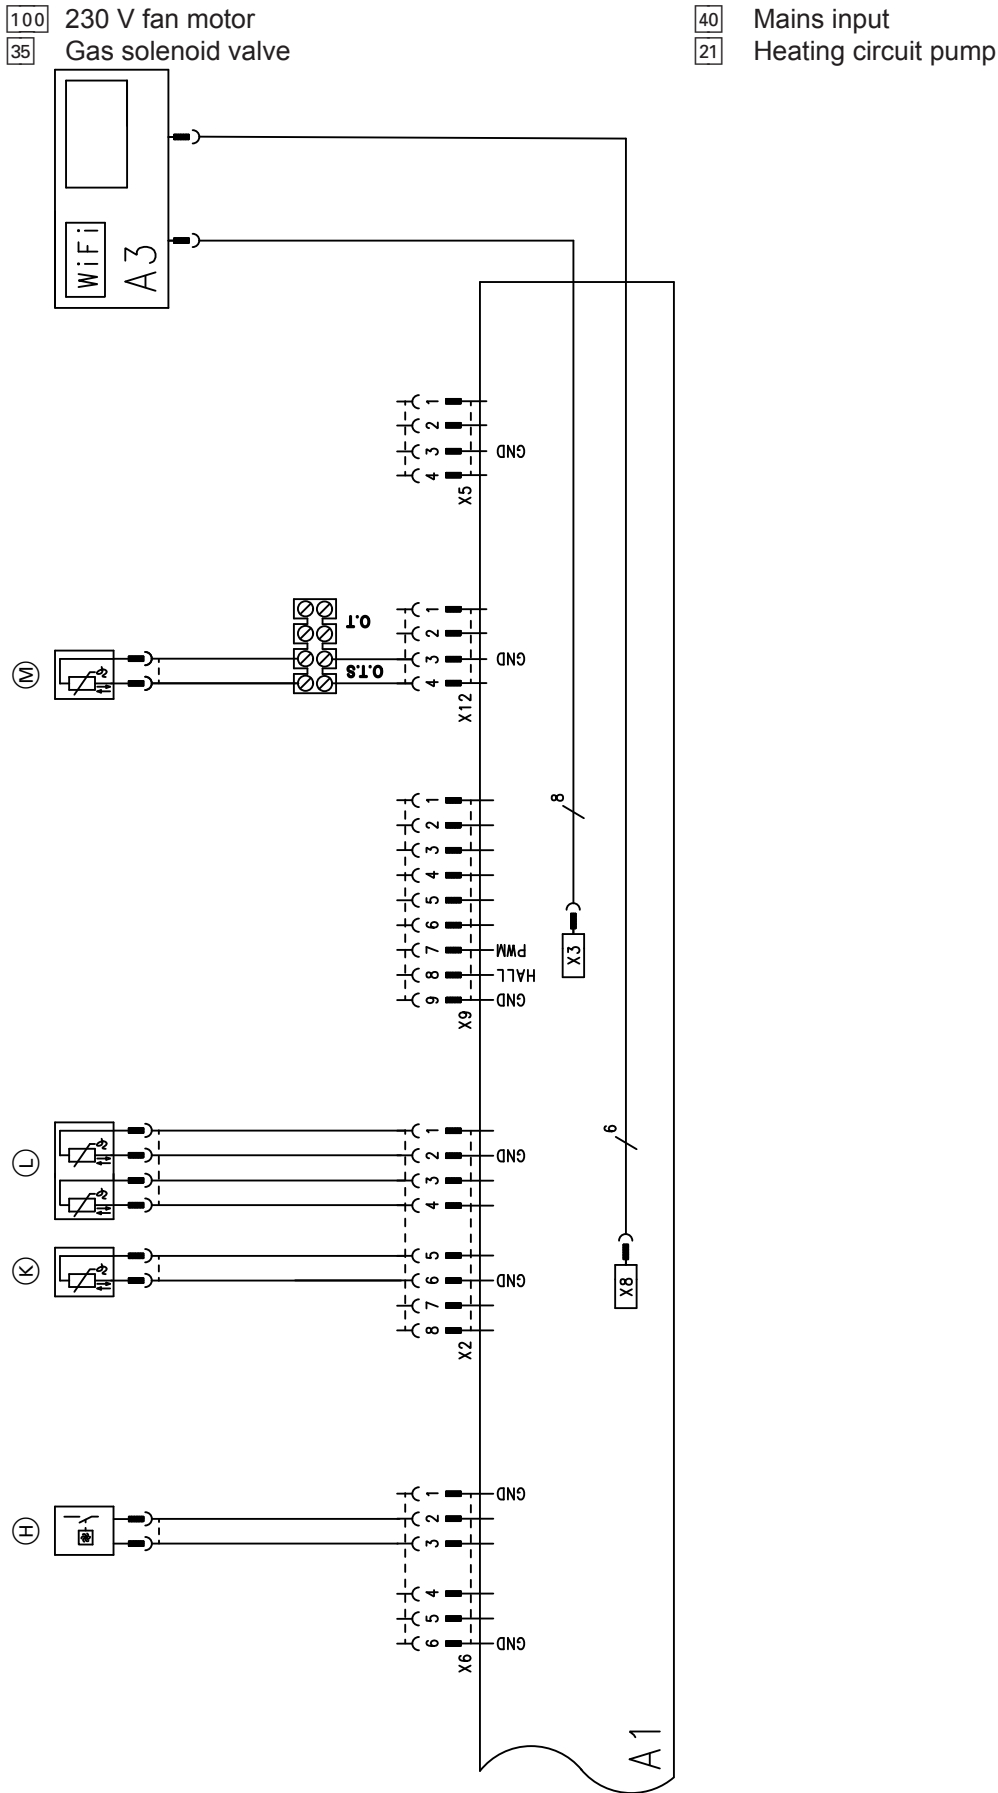 100 230 V fan motor
35 Gas solenoid valve
40 Mains input
21 Heating circuit pump
WiFi
A3
1
2
3 GND
4
X5
O.T
O.T.S
M
1
2
3 GND
4
X12
8
X3
1
2
3
4
5
6
7 PWM
8 HALL
9 GND
X9
6
X8
L
1
2 GND
3
4
K
5
6 GND
7
8
X2
H
1 GND
2
3
4
5
6 GND
X6
A1